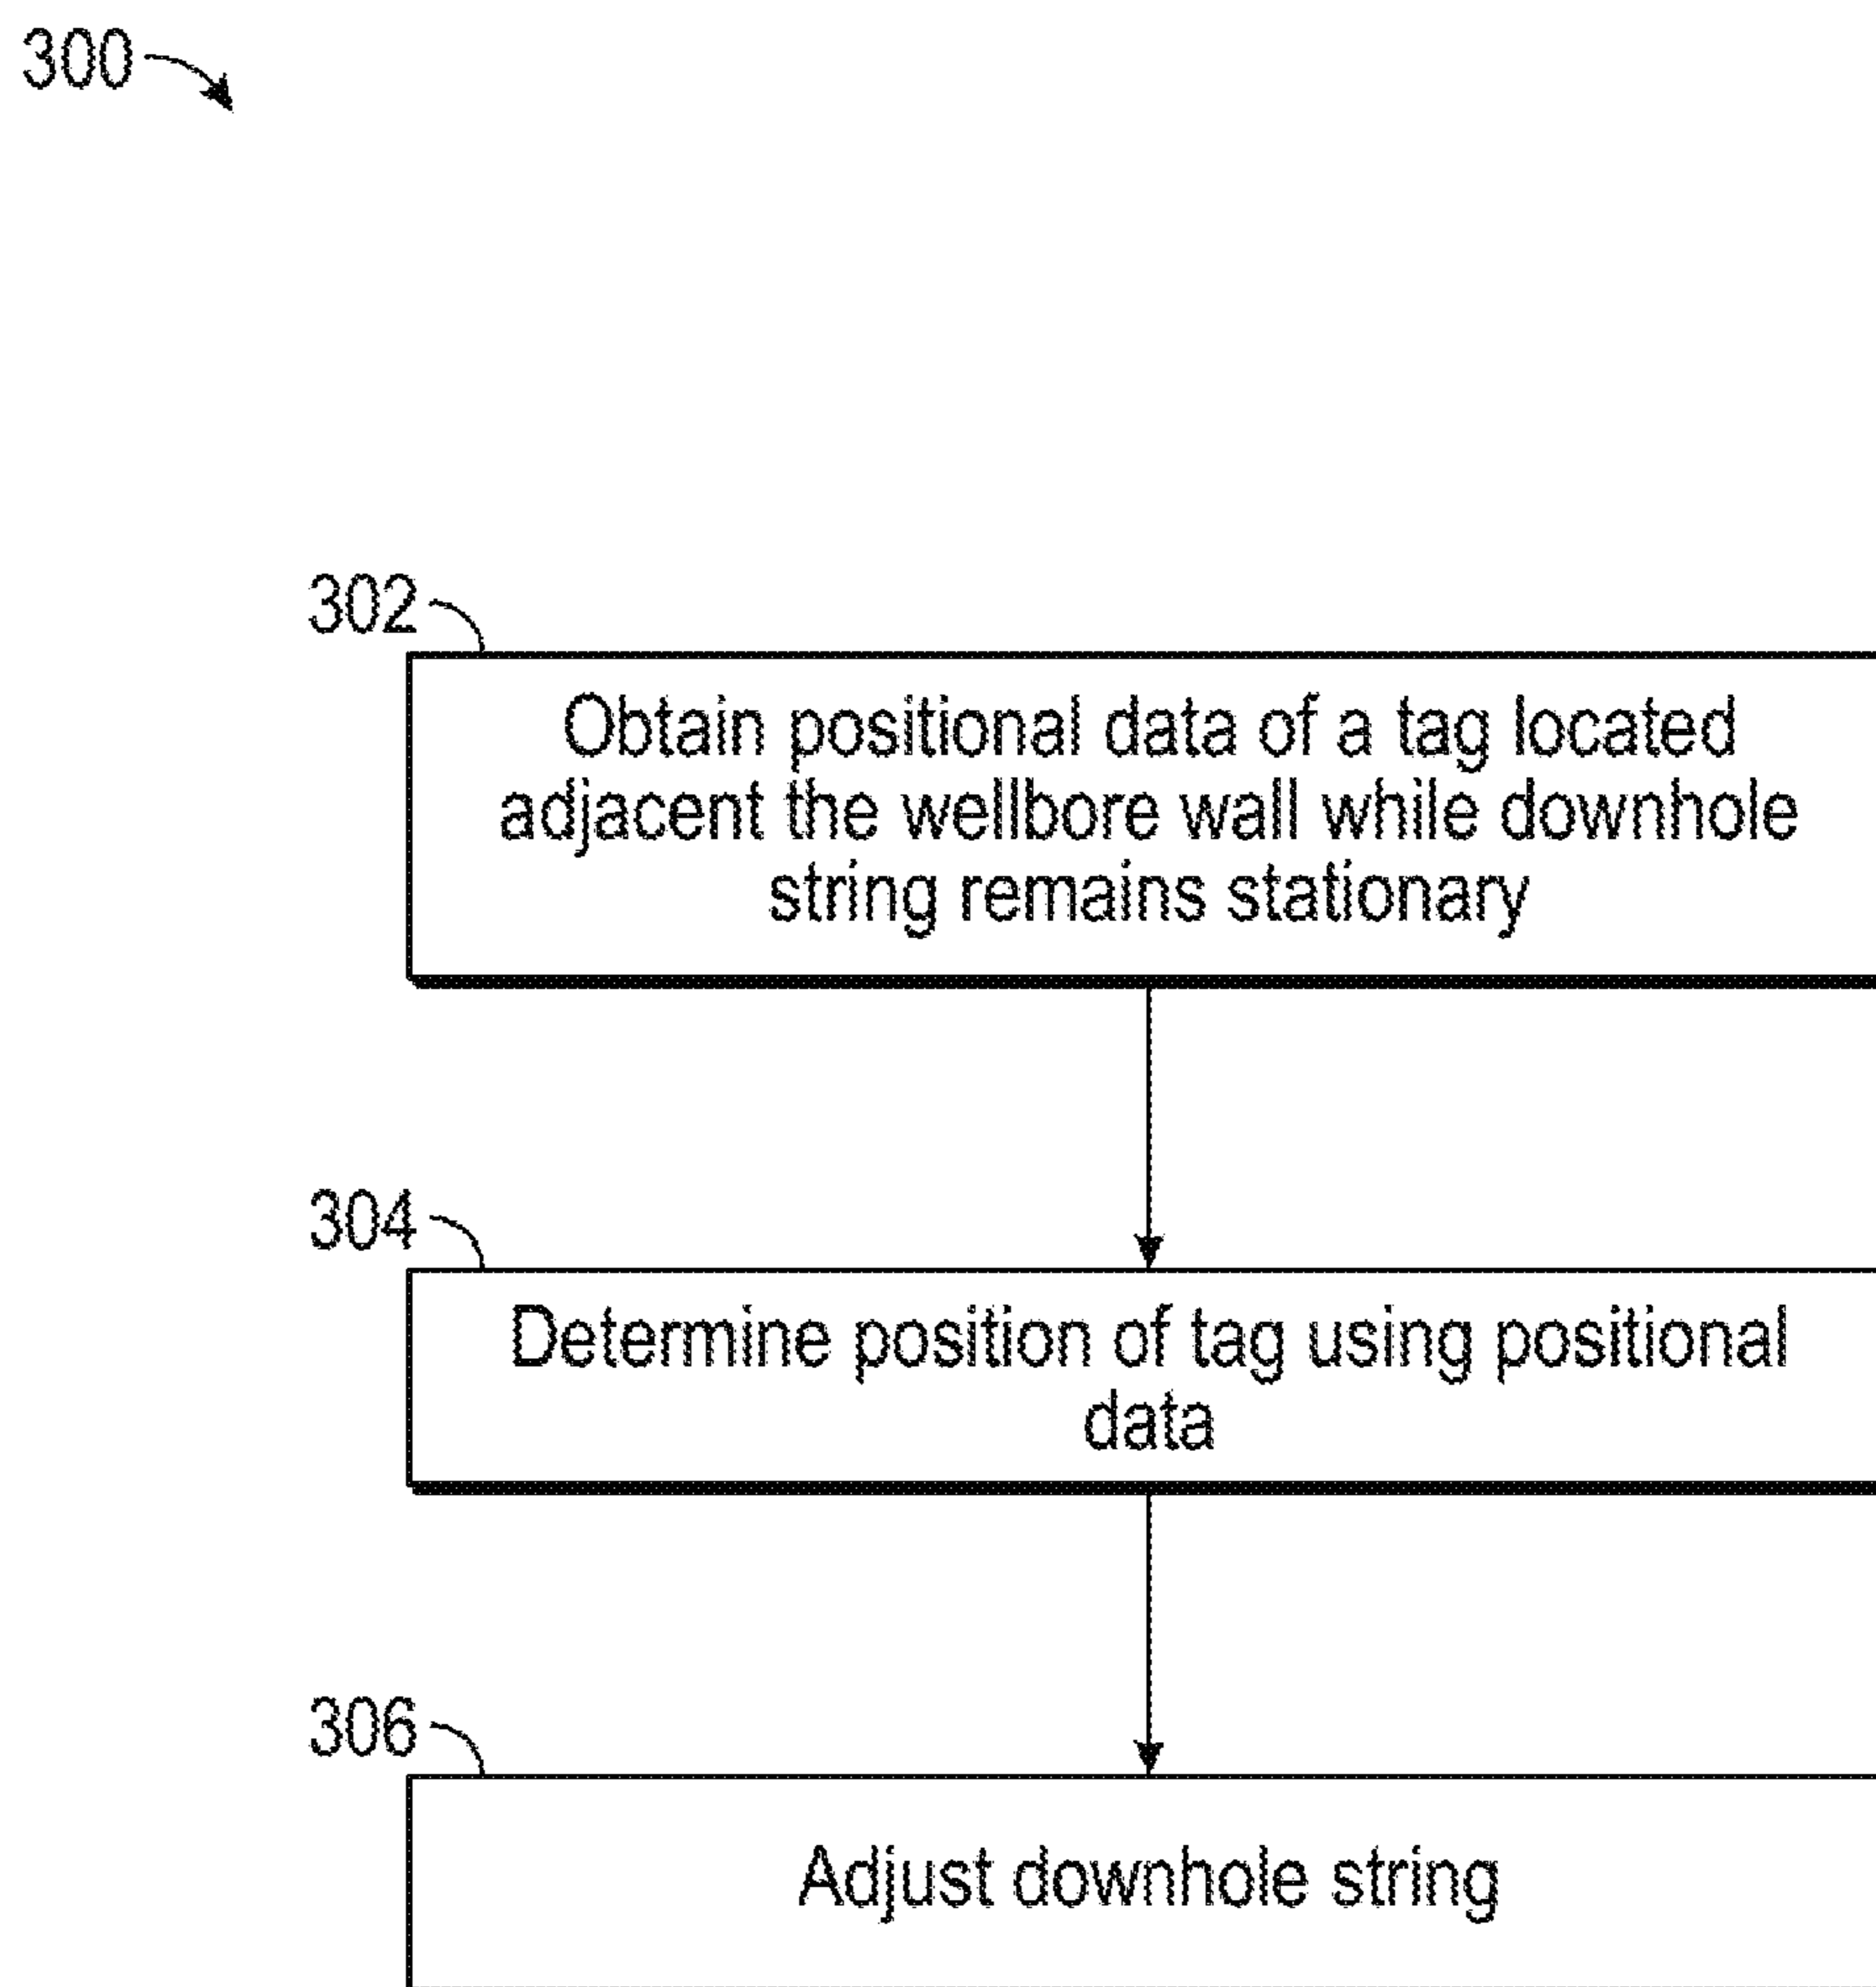 300
302
Obtain positional data of a tag located
adjacent the wellbore wall while downhole
string remains stationary
304
Determine position of tag using positional
data
306
Adjust downhole string